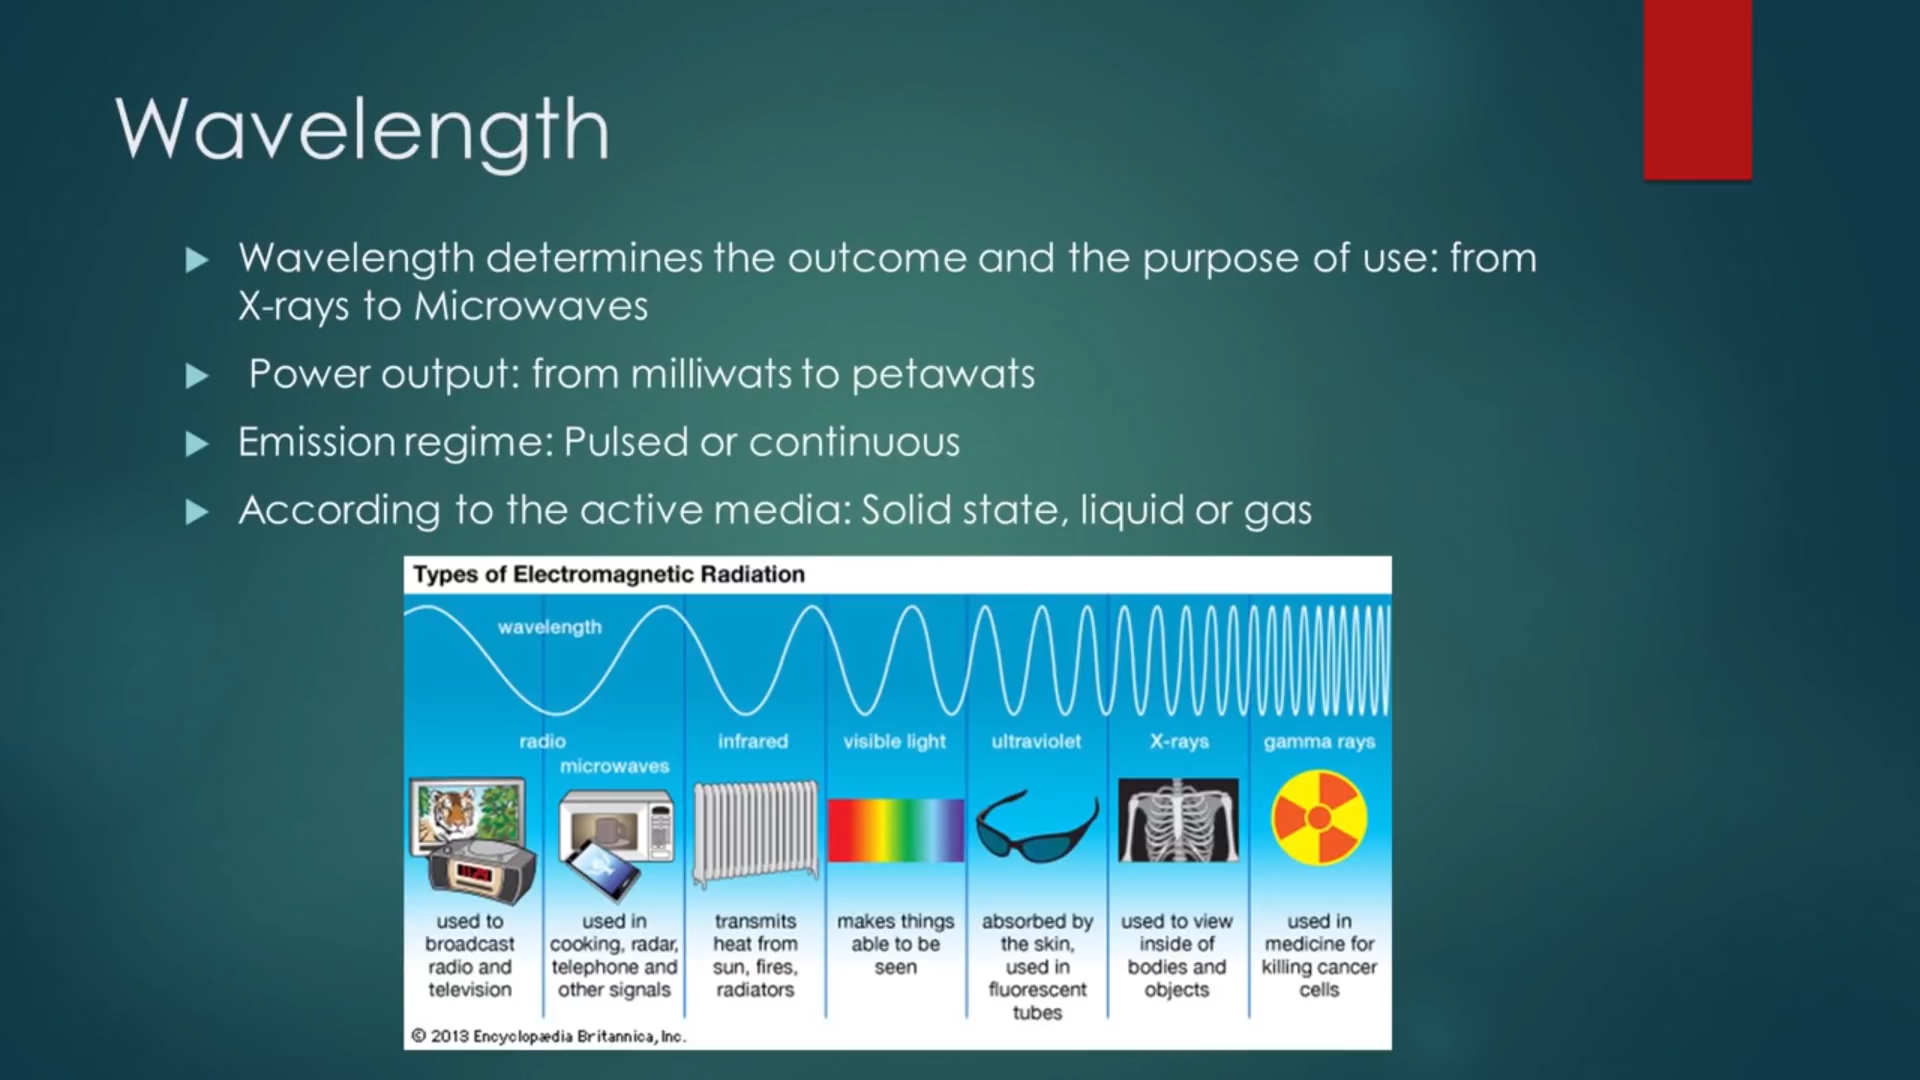 Wavelength
Wavelength determines the outcome and the purpose of use: from
X-rays to Microwaves
Power output: from milliwats to petawats
Emission regime: Pulsed or continuous
According to the active media: Solid state, liquid or gas
Types of Electromagnetic Radiation
wavelength
radio
microwaves
infrared
visible light
ultraviolet
X-rays
gamma rays
used to
broadcast
radio and
television
used in
cooking, radar,
telephone and
other signals
transmits
heat from
sun, fires,
radiators
makes things
able to be
seen
absorbed by
the skin,
used in
fluorescent
tubes
used to view
inside of
bodies and
objects
used in
medicine for
killing cancer
cells
© 2013 Encyclopædia Britannica, Inc.